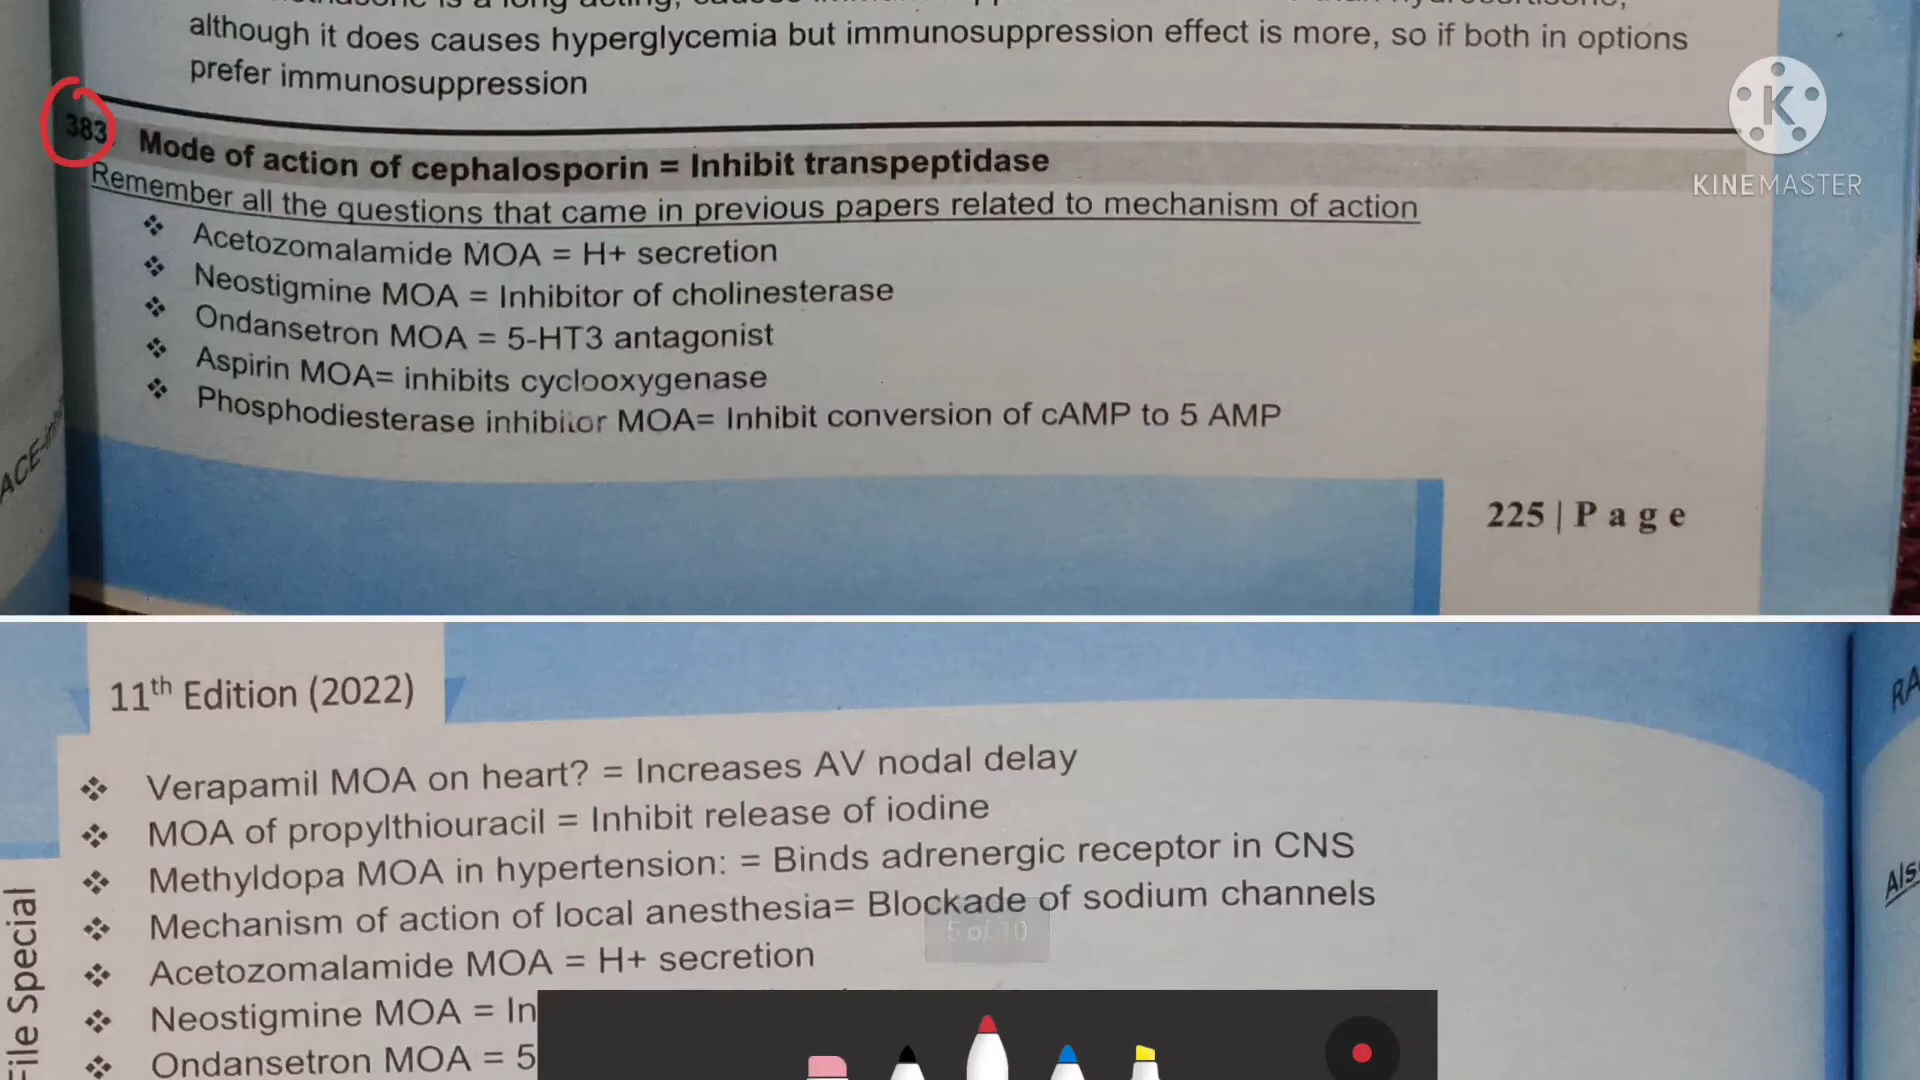 although it does causes hyperglycemia but immunosuppression effect is more, so if both in options
prefer immunosuppression
383 Mode of action of cephalosporin = Inhibit transpeptidase
Remember all the questions that came in previous papers related to mechanism of action
❖ Acetozomalamide MOA = H+ secretion
❖ Neostigmine MOA = Inhibitor of cholinesterase
❖ Ondansetron MOA = 5-HT3 antagonist
❖ Aspirin MOA= inhibits cyclooxygenase
❖ Phosphodiesterase inhibitor MOA= Inhibit conversion of cAMP to 5 AMP
225 | P a g e
K
KINEMASTER
11th Edition (2022)
❖ Verapamil MOA on heart? = Increases AV nodal delay
❖ MOA of propylthiouracil = Inhibit release of iodine
❖ Methyldopa MOA in hypertension: = Binds adrenergic receptor in CNS
❖ Mechanism of action of local anesthesia= Blockade of sodium channels
❖ Acetozomalamide MOA = H+ secretion
❖ Neostigmine MOA = In
❖ Ondansetron MOA = 5
5 of 10
File Special